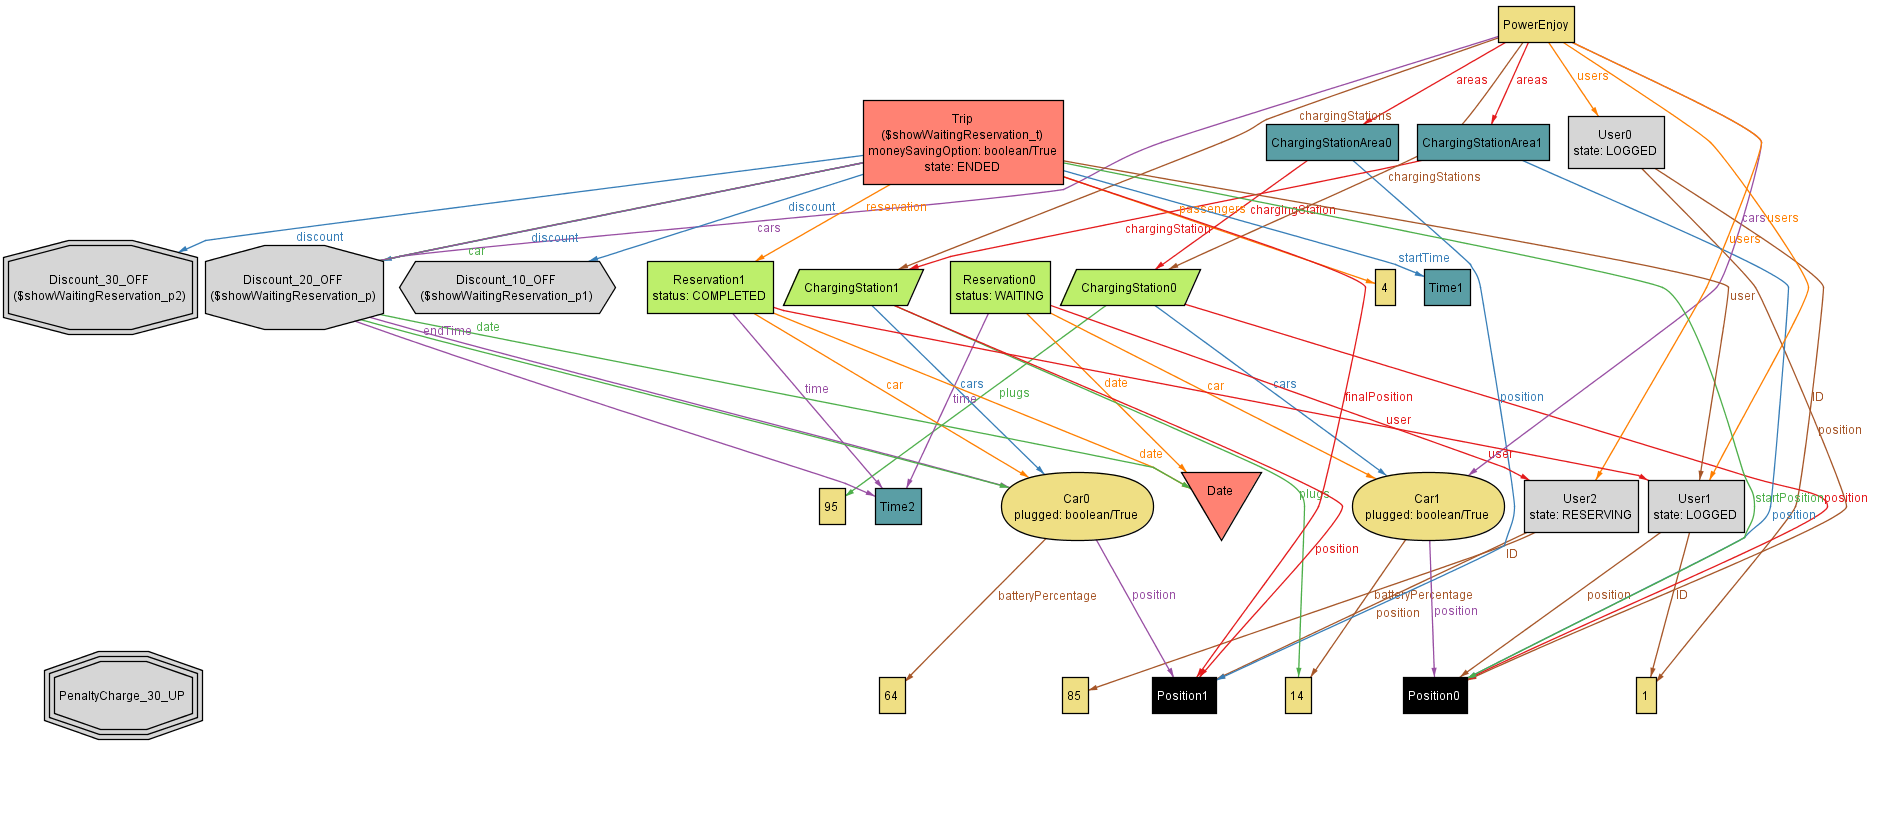 PowerEnjoy
areas
areas
users
chargingStations
Trip
($showWaitingReservation_t)
moneySavingOption: boolean/True
state: ENDED
ChargingStationArea0
ChargingStationArea1
User0
state: LOGGED
chargingStations
discount
reservation
passengers
chargingStation
cars
users
cars
chargingStation
users
discount
discount
car
startTime
Discount_30_OFF
($showWaitingReservation_p2)
Discount_20_OFF
($showWaitingReservation_p)
Discount_10_OFF
($showWaitingReservation_p1)
Reservation1
status: COMPLETED
ChargingStation1
Reservation0
status: WAITING
ChargingStation0
4
Time1
user
endTime
date
time
car
cars
time
plugs
date
car
cars
finalPosition
position
ID
user
position
date
user
plugs
startPosition
position
position
95
Time2
Car0
plugged: boolean/True
Date
Car1
plugged: boolean/True
User2
state: RESERVING
User1
state: LOGGED
position
ID
batteryPercentage
position
batteryPercentage
position
position
position
ID
PenaltyCharge_30_UP
64
85
Position1
14
Position0
1